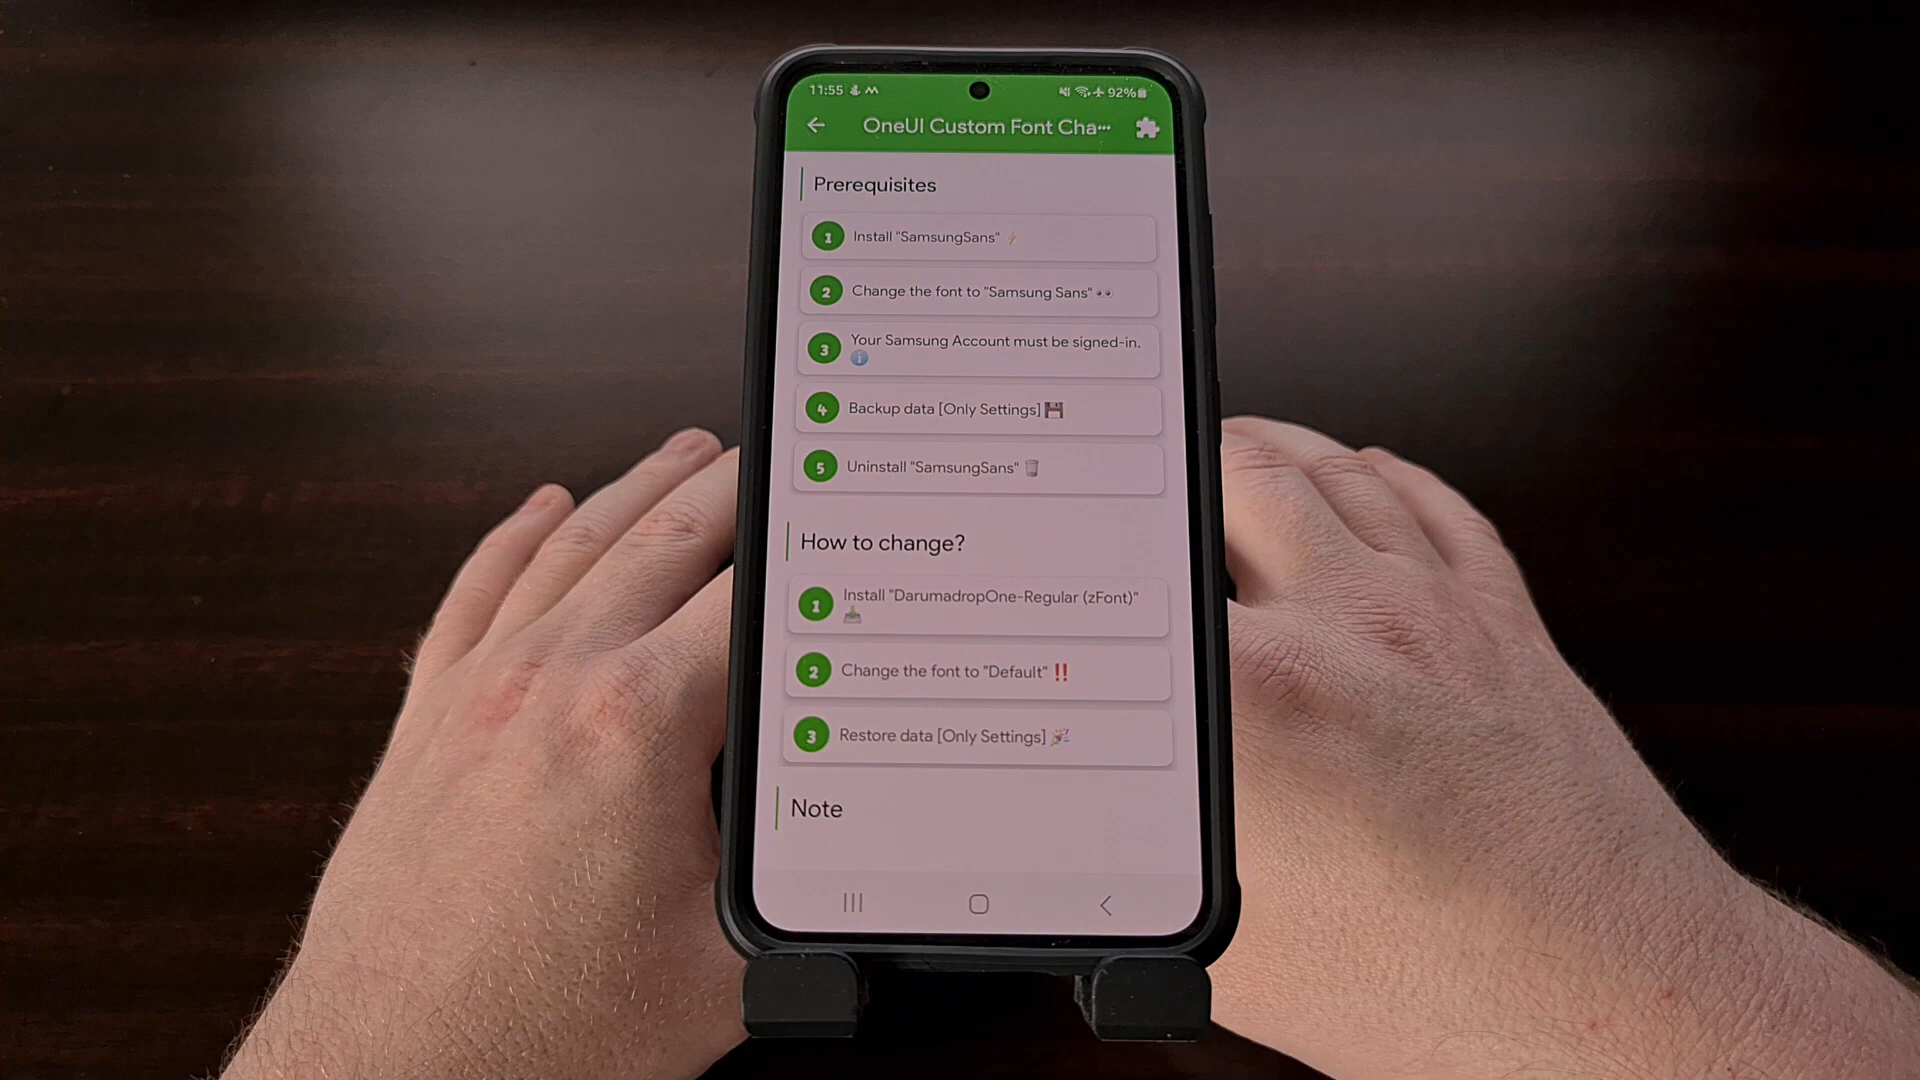 11:55 92%
OneUI Custom Font Cha...
Prerequisites
1 Install "SamsungSans" ⚡
2 Change the font to "Samsung Sans" 👀
3 Your Samsung Account must be signed-in.
ℹ️
4 Backup data [Only Settings] 💾
5 Uninstall "SamsungSans" 🗑️
How to change?
1 Install "DarumadropOne-Regular (zFont)"
📥
2 Change the font to "Default" ‼️
3 Restore data [Only Settings] 🎉
Note